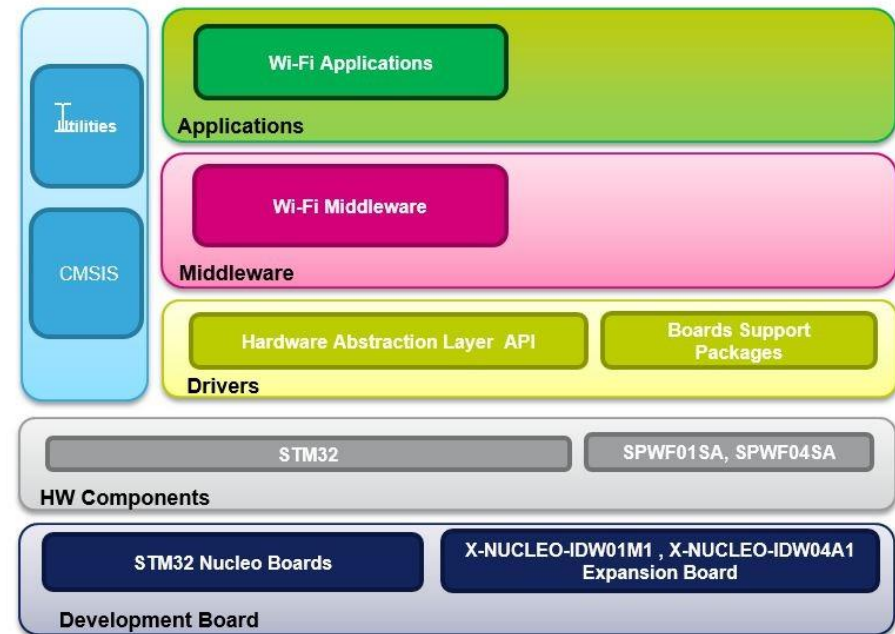 Utilities
CMSIS
Wi-Fi Applications
Applications
Wi-Fi Middleware
Middleware
Hardware Abstraction Layer API
Boards Support
Packages
Drivers
STM32
SPWF01SA, SPWF04SA
HW Components
STM32 Nucleo Boards
X-NUCLEO-IDW01M1 , X-NUCLEO-IDW04A1
Expansion Board
Development Board